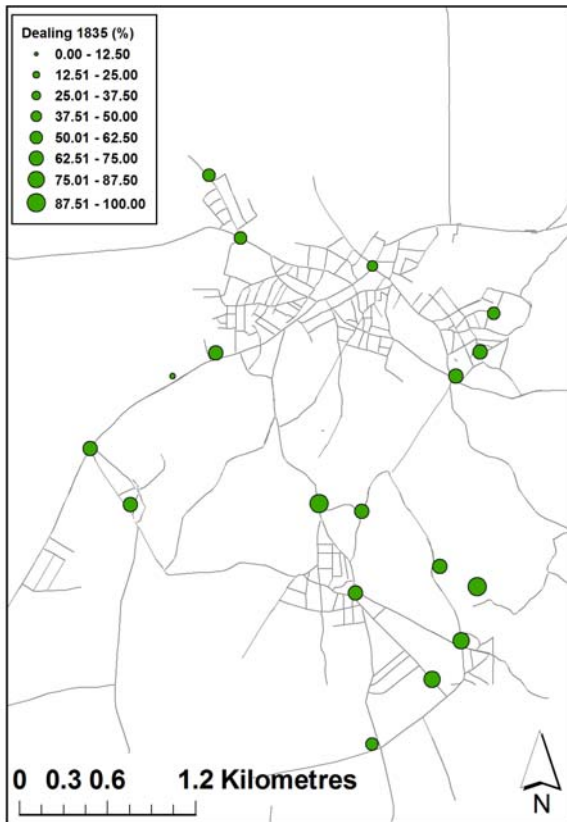 Dealing 1835 (%)
0.00 - 12.50
12.51 - 25.00
25.01 - 37.50
37.51 - 50.00
50.01 - 62.50
62.51 - 75.00
75.01 - 87.50
87.51 - 100.00
0 0.3 0.6 1.2 Kilometres
N